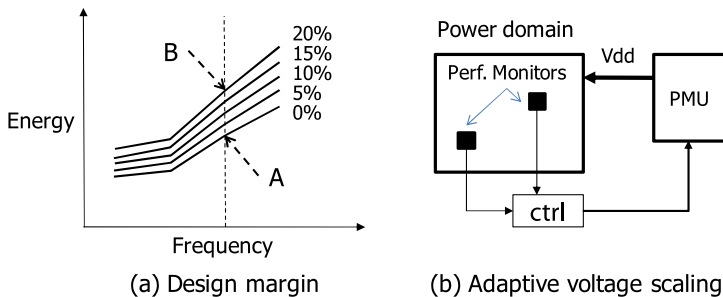 20%
15%
10%
5%
0%
B
A
Energy
Frequency
(a) Design margin
Power domain
Perf. Monitors
Vdd
PMU
ctrl
(b) Adaptive voltage scaling